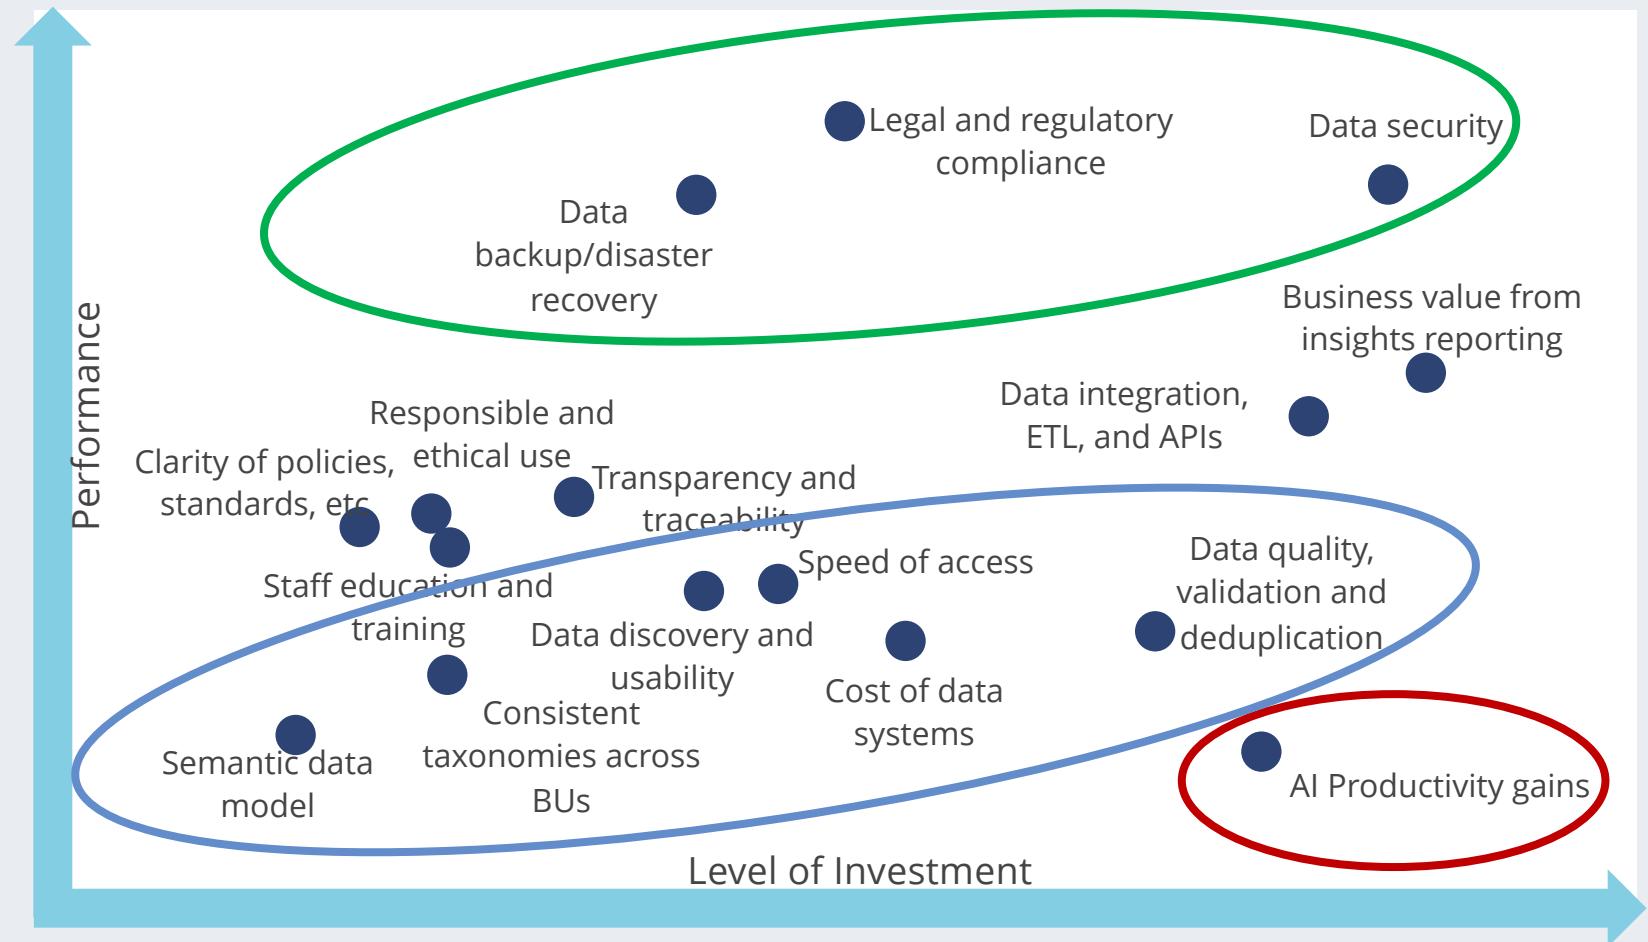 Legal and regulatory
compliance
Data security
Data
backup/disaster
recovery
Business value from
insights reporting
Performance
Data integration,
ETL, and APIs
Responsible and
ethical use
Clarity of policies,
standards, etc
Transparency and
traceability
Speed of access
Data quality,
validation and
deduplication
Staff education and
training
Data discovery and
usability
Cost of data
systems
Consistent
taxonomies across
BUs
Semantic data
model
AI Productivity gains
Level of Investment